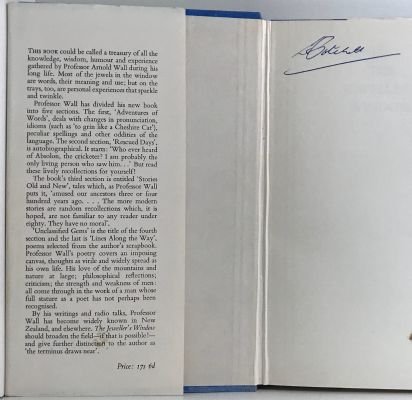 THIS BOOK could be called a treasury of all the
knowledge, wisdom, humour and experience
gathered by Professor Arnold Wall during his
long life. Most of the jewels in the window
are words, their meaning and use; but on the
trays, too, are personal experiences that sparkle
and twinkle.
Professor Wall has divided his new book
into five sections. The first, 'Adventures of
Words', deals with changes in pronunciation,
idioms (such as 'to grin like a Cheshire Cat'),
peculiar spellings and other oddities of the
language. The second section, 'Rescued Days',
is autobiographical. It starts: 'Who ever heard
of Absolon, the cricketer? I am probably the
only living person who saw him. . .' But read
these lively recollections for yourself!
The book's third section is entitled 'Stories
Old and New', tales which, as Professor Wall
puts it, 'amused our ancestors three or four
hundred years ago. . . . The more modern
stories are random recollections which, it is
hoped, are not familiar to any reader under
eighty. They have no moral'.
'Unclassified Gents' is the title of the fourth
section and the last is 'Lines Along the Way',
poems selected from the author's scrapbook.
Professor Wall's poetry covers an imposing
canvas, thoughts as virile and widely spread as
his own life. His love of the mountains and
nature at large; philosophical reflections;
criticism; the strength and weakness of men:
all come through in the work of a man whose
full stature as a poet has not perhaps been
recognised.
By his writings and radio talks, Professor
Wall has become widely known in New
Zealand, and elsewhere. The Jeweller's Window
should broaden the field—if that is possible!—
and give further distinction to the author as
'the terminus draws near'.
Price: 17s 6d